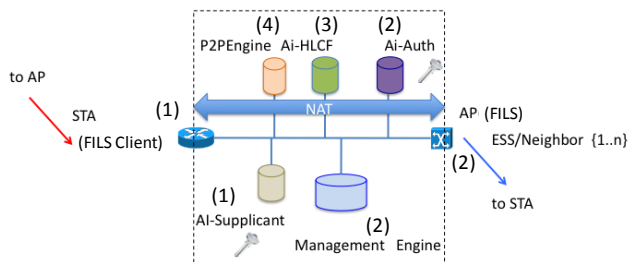 (4) (3) (2)
P2PEngine Ai-HLCF Ai-Auth
to AP
NAT
STA
(1)
(FILS Client)
AP (FILS)
ESS/Neighbor {1..n}
(2)
(1)
AI-Supplicant
(2)
to STA
Management Engine